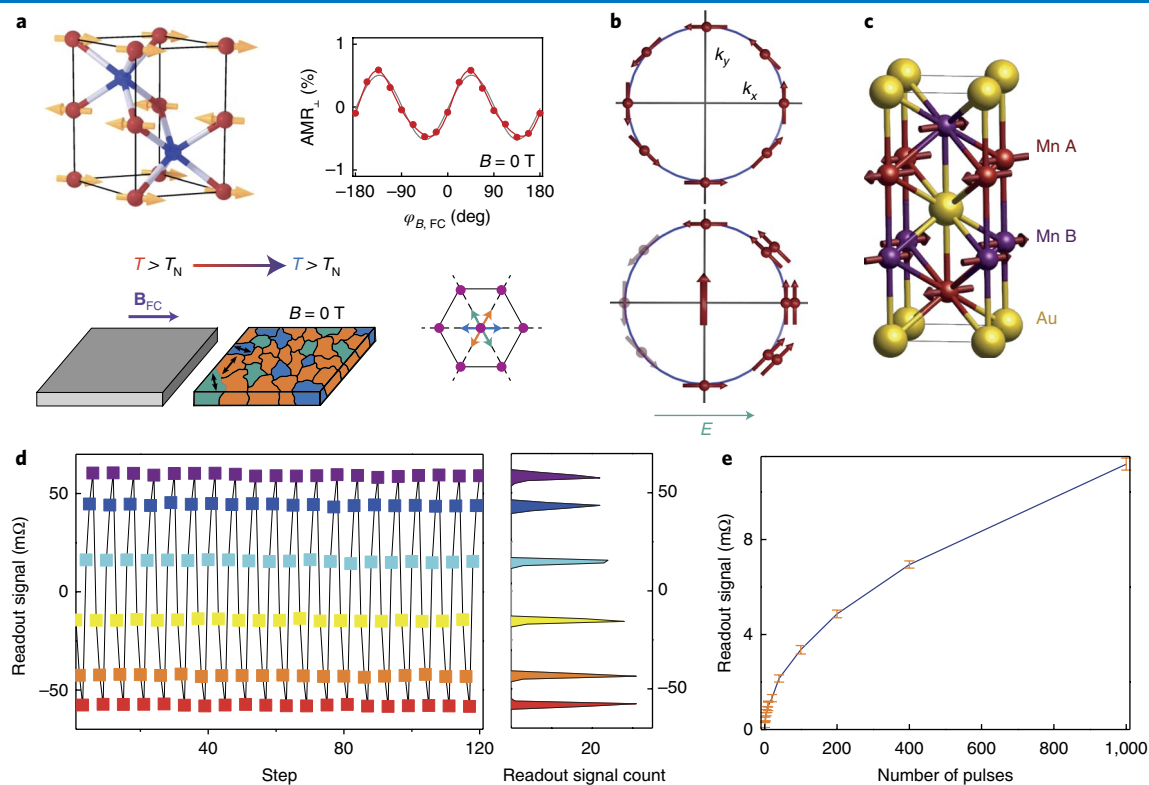 a
1
0
−1
AMR⊥ (%)
B = 0 T
−180 −90 0 90 180
φB, FC (deg)
T > TN T > TN
BFC
B = 0 T
b
ky
kx
E
c
Mn A
Mn B
Au
d
50
0
−50
Readout signal (mΩ)
40 80 120
Step
50
0
−50
20
Readout signal count
e
8
4
0
Readout signal (mΩ)
0 200 400 600 800 1,000
Number of pulses